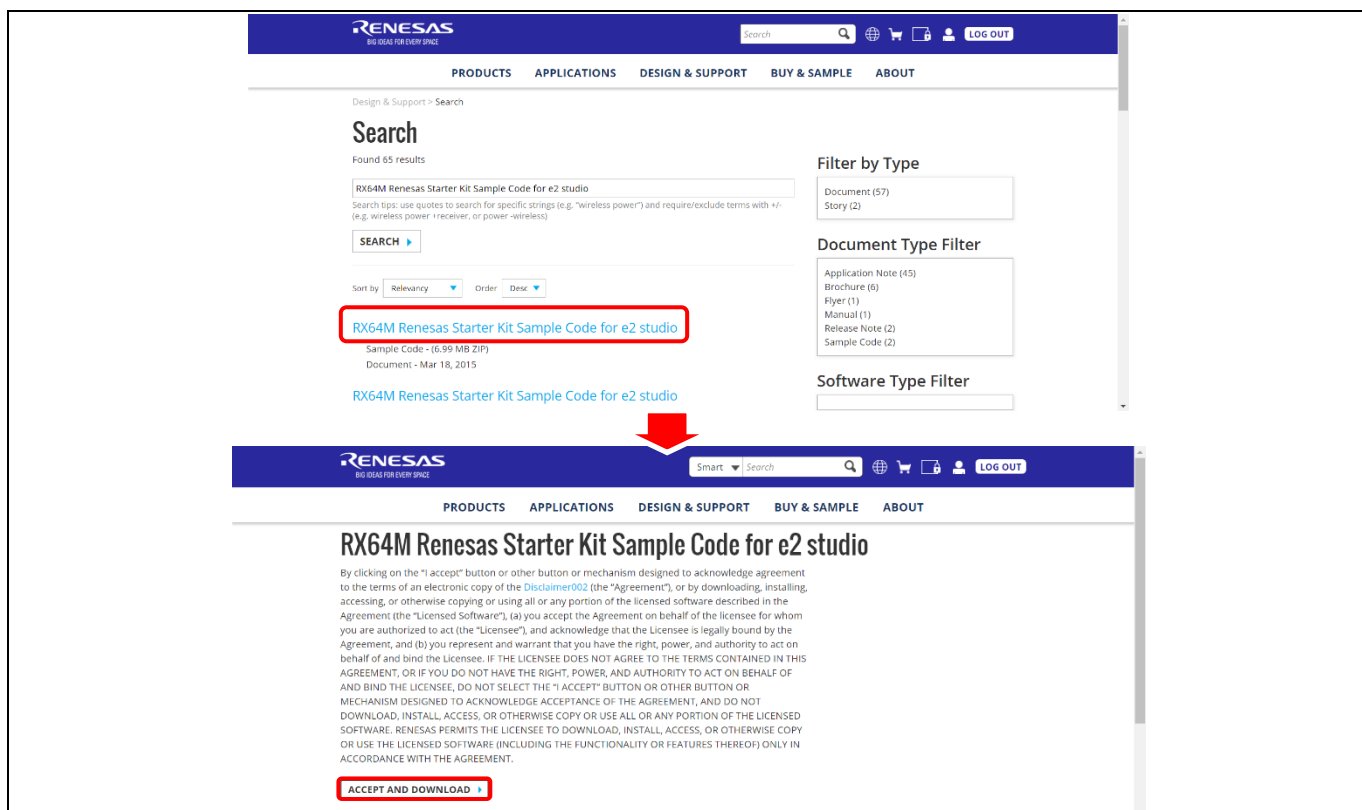 RENESAS
BIG IDEAS FOR EVERY SPACE
Search
LOG OUT
PRODUCTS APPLICATIONS DESIGN & SUPPORT BUY & SAMPLE ABOUT
Design & Support > Search
Search
Found 65 results
RX64M Renesas Starter Kit Sample Code for e2 studio
Search tips: use quotes to search for specific strings (e.g. "wireless power") and require/exclude terms with +/-
(e.g. wireless power +receiver, or power -wireless)
SEARCH
Sort by Relevancy Order Desc
RX64M Renesas Starter Kit Sample Code for e2 studio
Sample Code - (6.99 MB ZIP)
Document - Mar 18, 2015
RX64M Renesas Starter Kit Sample Code for e2 studio
Filter by Type
Document (57)
Story (2)
Document Type Filter
Application Note (45)
Brochure (6)
Flyer (1)
Manual (1)
Release Note (2)
Sample Code (2)
Software Type Filter
RENESAS
BIG IDEAS FOR EVERY SPACE
Smart Search
LOG OUT
PRODUCTS APPLICATIONS DESIGN & SUPPORT BUY & SAMPLE ABOUT
RX64M Renesas Starter Kit Sample Code for e2 studio
By clicking on the "I accept" button or other button or mechanism designed to acknowledge agreement
to the terms of an electronic copy of the Disclaimer002 (the "Agreement"), or by downloading, installing,
accessing, or otherwise copying or using all or any portion of the licensed software described in the
Agreement (the "Licensed Software"), (a) you accept the Agreement on behalf of the licensee for whom
you are authorized to act (the "Licensee"), and acknowledge that the Licensee is legally bound by the
Agreement, and (b) you represent and warrant that you have the right, power, and authority to act on
behalf of and bind the Licensee. IF THE LICENSEE DOES NOT AGREE TO THE TERMS CONTAINED IN THIS
AGREEMENT, OR IF YOU DO NOT HAVE THE RIGHT, POWER, AND AUTHORITY TO ACT ON BEHALF OF
AND BIND THE LICENSEE, DO NOT SELECT THE "I ACCEPT" BUTTON OR OTHER BUTTON OR
MECHANISM DESIGNED TO ACKNOWLEDGE ACCEPTANCE OF THE AGREEMENT, AND DO NOT
DOWNLOAD, INSTALL, ACCESS, OR OTHERWISE COPY OR USE ALL OR ANY PORTION OF THE LICENSED
SOFTWARE. RENESAS PERMITS THE LICENSEE TO DOWNLOAD, INSTALL, ACCESS, OR OTHERWISE COPY
OR USE THE LICENSED SOFTWARE (INCLUDING THE FUNCTIONALITY OR FEATURES THEREOF) ONLY IN
ACCORDANCE WITH THE AGREEMENT.
ACCEPT AND DOWNLOAD